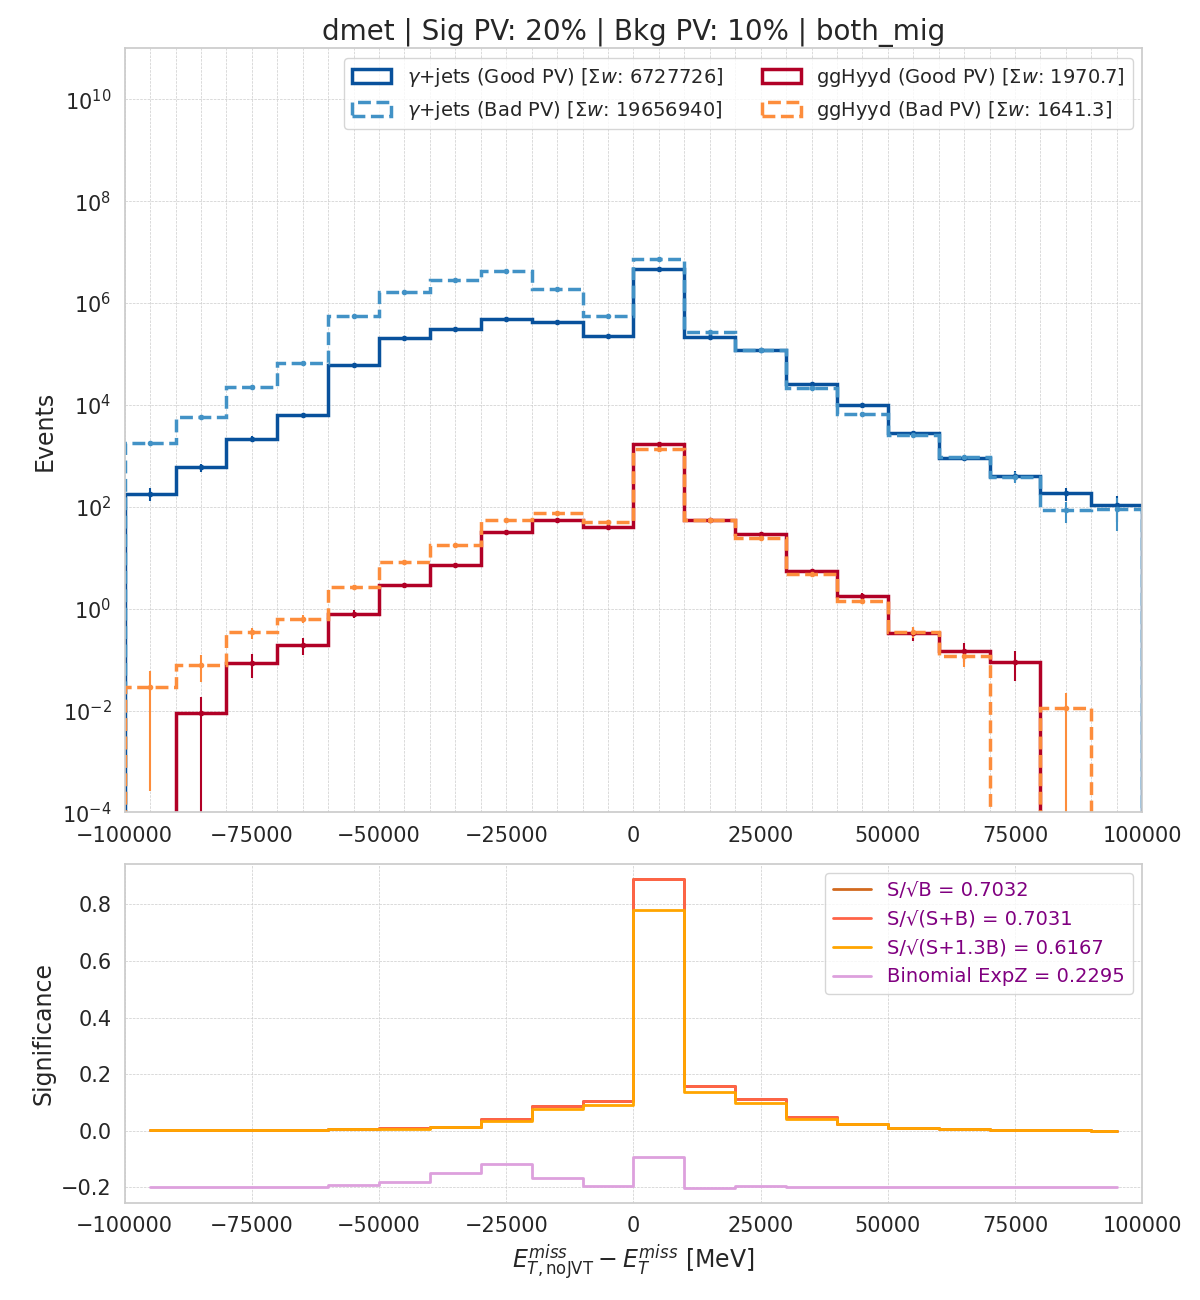 dmet | Sig PV: 20% | Bkg PV: 10% | both_mig
γ+jets (Good PV) [Σw: 6727726]
γ+jets (Bad PV) [Σw: 19656940]
ggHyyd (Good PV) [Σw: 1970.7]
ggHyyd (Bad PV) [Σw: 1641.3]
Events
10^10
10^8
10^6
10^4
10^2
10^0
10^−2
10^−4
−100000 −75000 −50000 −25000 0 25000 50000 75000 100000
S/√B = 0.7032
S/√(S+B) = 0.7031
S/√(S+1.3B) = 0.6167
Binomial ExpZ = 0.2295
Significance
0.8
0.6
0.4
0.2
0.0
−0.2
−100000 −75000 −50000 −25000 0 25000 50000 75000 100000
E_{T,noJVT}^{miss} − E_T^{miss} [MeV]